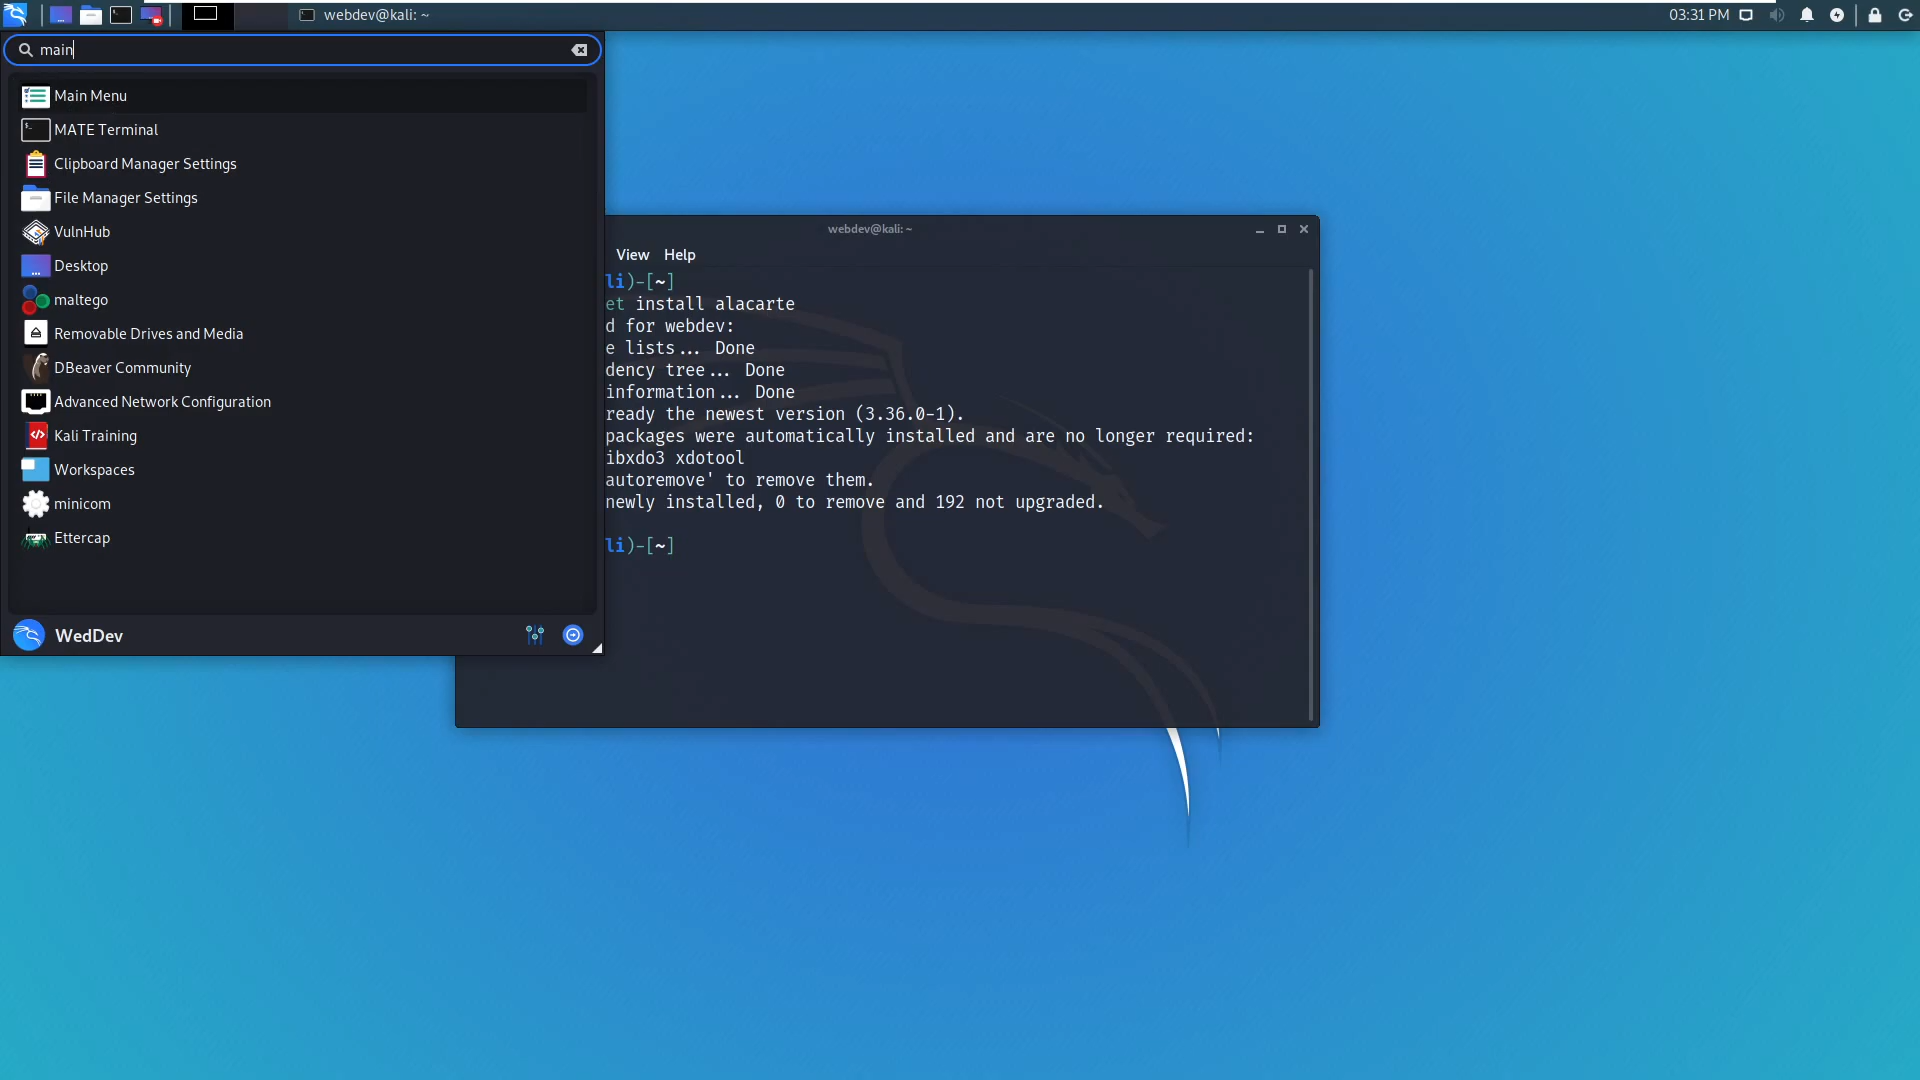 webdev@kali: ~
03:31 PM
main
Main Menu
MATE Terminal
Clipboard Manager Settings
File Manager Settings
VulnHub
Desktop
maltego
Removable Drives and Media
DBeaver Community
Advanced Network Configuration
Kali Training
Workspaces
minicom
Ettercap
WedDev
webdev@kali: ~
View Help
li)-[~]
et install alacarte
d for webdev:
e lists... Done
dency tree... Done
information... Done
ready the newest version (3.36.0-1).
packages were automatically installed and are no longer required:
ibxdo3 xdotool
autoremove' to remove them.
newly installed, 0 to remove and 192 not upgraded.
li)-[~]